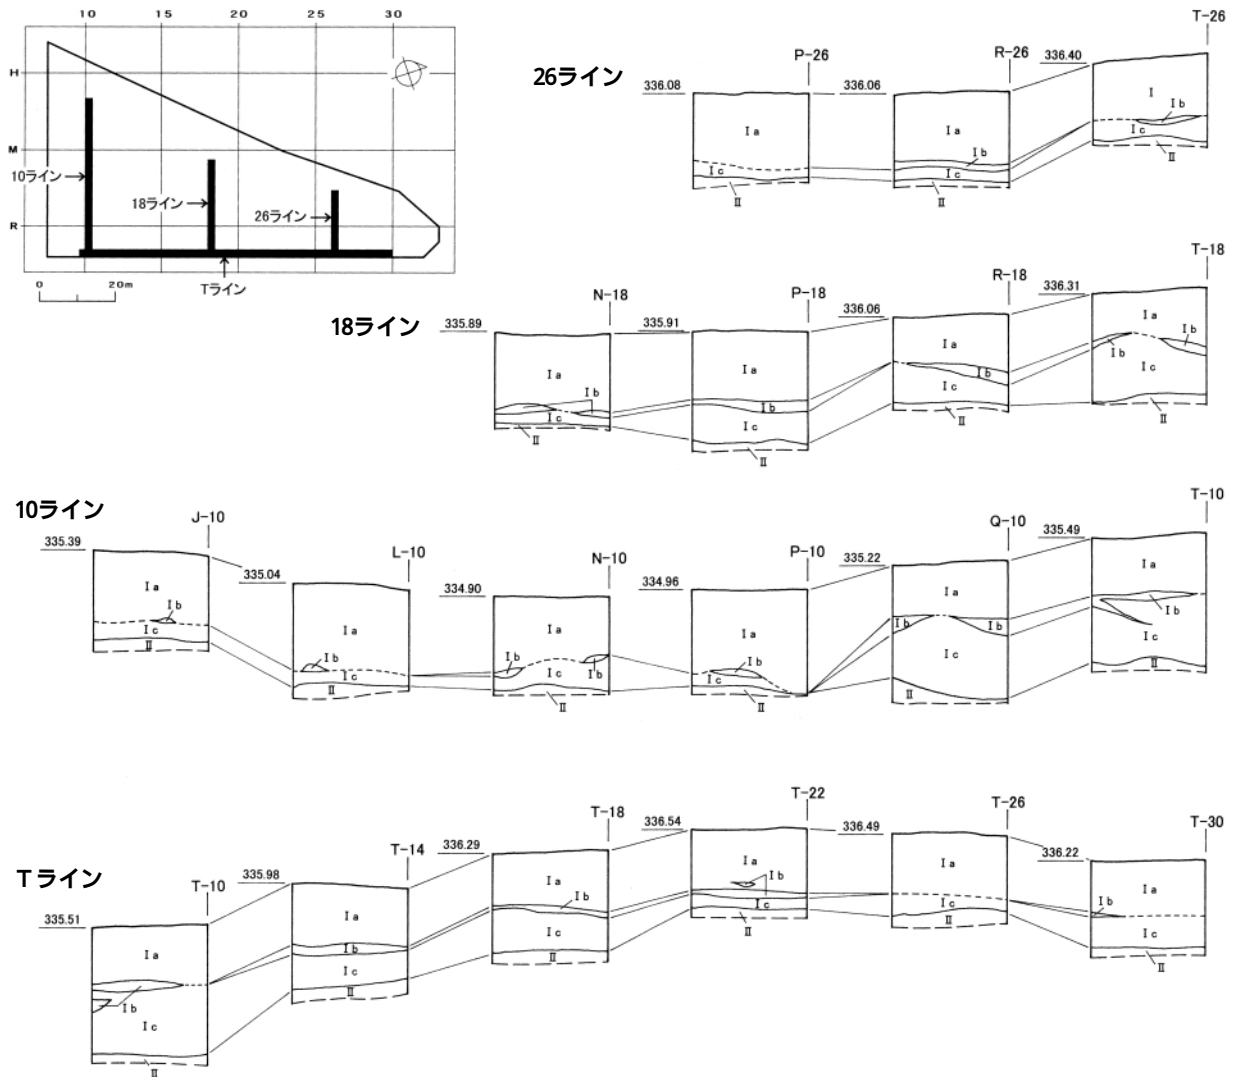 10 15 20 25 30
H
M
R
10ライン
18ライン
26ライン
Tライン
0 20m
26ライン
P-26
R-26
T-26
336.08
336.06
336.40
Ⅰa
Ⅰc
Ⅱ
Ⅰa
Ⅰb
Ⅰc
Ⅱ
Ⅰ
Ⅰb
Ⅰc
Ⅱ
18ライン
N-18
P-18
R-18
T-18
335.89
335.91
336.06
336.31
Ⅰa
Ⅰb
Ⅰc
Ⅱ
Ⅰa
Ⅰb
Ⅰc
Ⅱ
Ⅰa
Ⅰb
Ⅰc
Ⅱ
Ⅰa
Ⅰb
Ⅰb
Ⅰc
Ⅱ
10ライン
J-10
L-10
N-10
P-10
Q-10
T-10
335.39
335.04
334.90
334.96
335.22
335.49
Ⅰa
Ⅰb
Ⅰc
Ⅱ
Ⅰa
Ⅰb
Ⅰc
Ⅱ
Ⅰa
Ⅰb
Ⅰc
Ⅰb
Ⅱ
Ⅰa
Ⅰb
Ⅰc
Ⅱ
Ⅰa
Ⅰb
Ⅰb
Ⅰc
Ⅱ
Ⅰa
Ⅰb
Ⅰc
Ⅱ
Tライン
T-10
T-14
T-18
T-22
T-26
T-30
335.51
335.98
336.29
336.54
336.49
336.22
Ⅰa
Ⅰb
Ⅰc
Ⅱ
Ⅰa
Ⅰb
Ⅰc
Ⅱ
Ⅰa
Ⅰb
Ⅰc
Ⅱ
Ⅰa
Ⅰb
Ⅰc
Ⅱ
Ⅰa
Ⅰc
Ⅱ
Ⅰa
Ⅰb
Ⅰc
Ⅱ